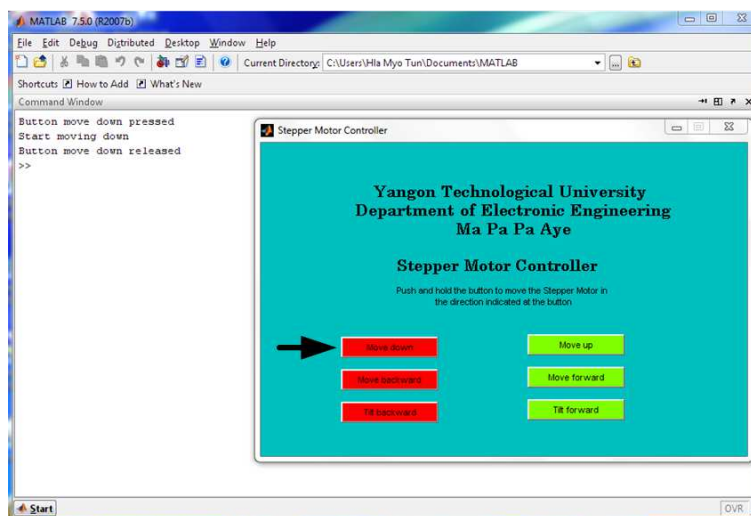 MATLAB 7.5.0 (R2007b)
File Edit Debug Distributed Desktop Window Help
Current Directory: C:\Users\Hla Myo Tun\Documents\MATLAB
Shortcuts How to Add What's New
Command Window
Button move down pressed
Start moving down
Button move down released
>>
Stepper Motor Controller
Yangon Technological University
Department of Electronic Engineering
Ma Pa Pa Aye
Stepper Motor Controller
Push and hold the button to move the Stepper Motor in
the direction indicated at the button
Move down Move up
Move backward Move forward
Tilt backward Tilt forward
Start OVR